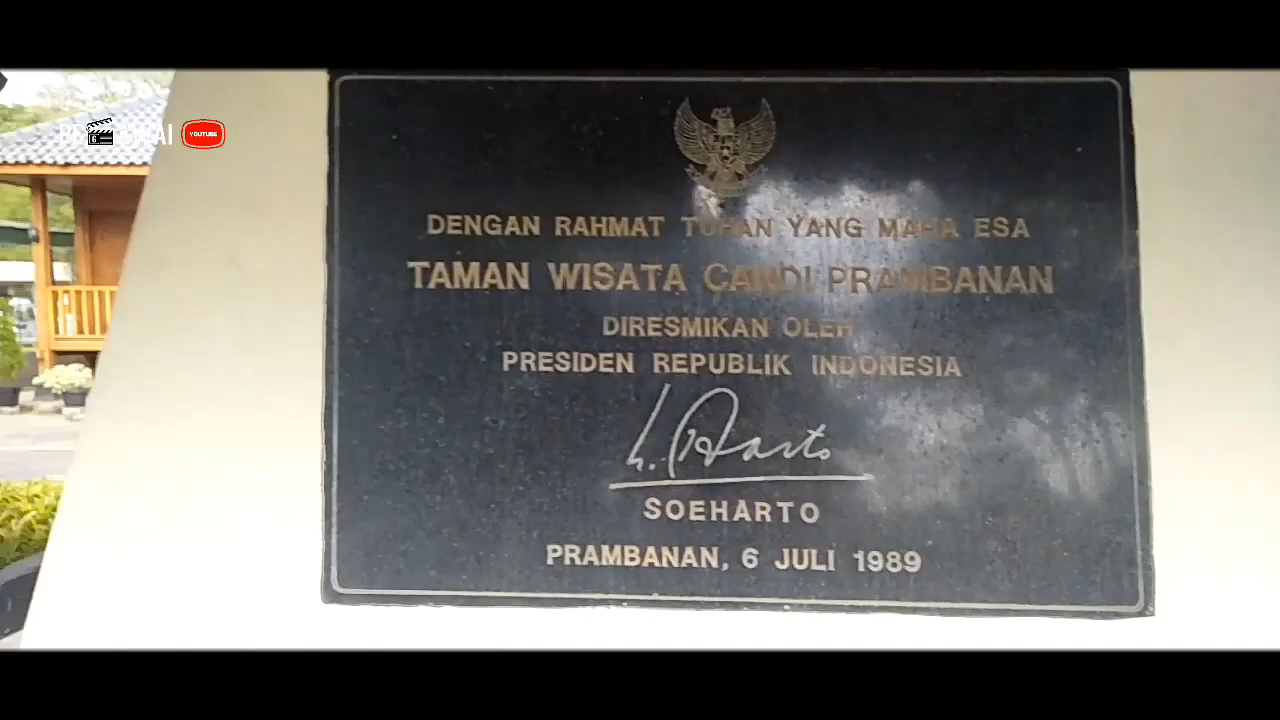 YOUTUBE
DENGAN RAHMAT TUHAN YANG MAHA ESA
TAMAN WISATA CANDI PRAMBANAN
DIRESMIKAN OLEH
PRESIDEN REPUBLIK INDONESIA
SOEHARTO
PRAMBANAN, 6 JULI 1989